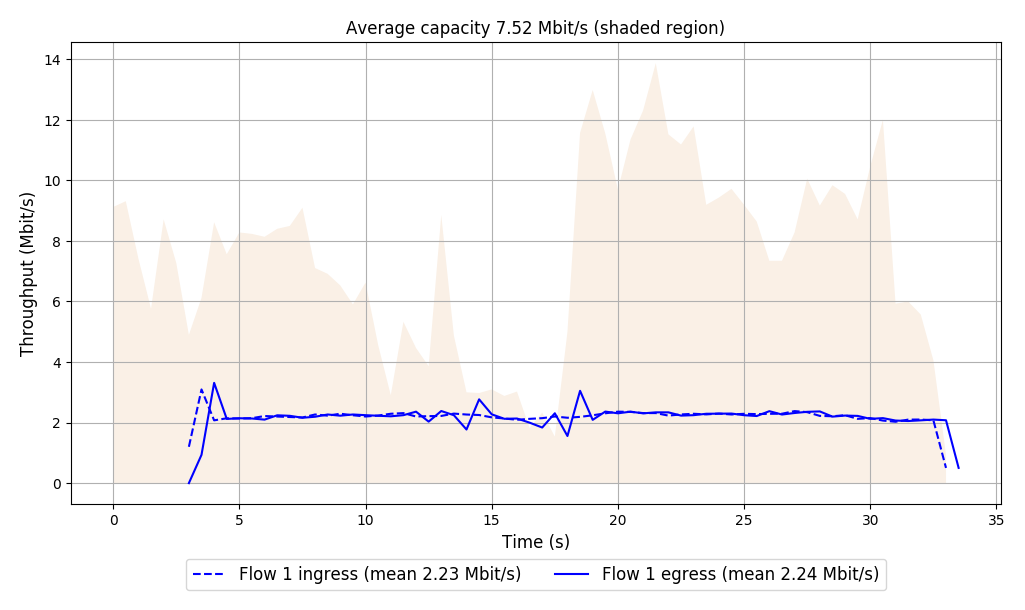 Average capacity 7.52 Mbit/s (shaded region)
14
12
10
8
6
4
2
0
Throughput (Mbit/s)
0 5 10 15 20 25 30 35
Time (s)
Flow 1 ingress (mean 2.23 Mbit/s) Flow 1 egress (mean 2.24 Mbit/s)